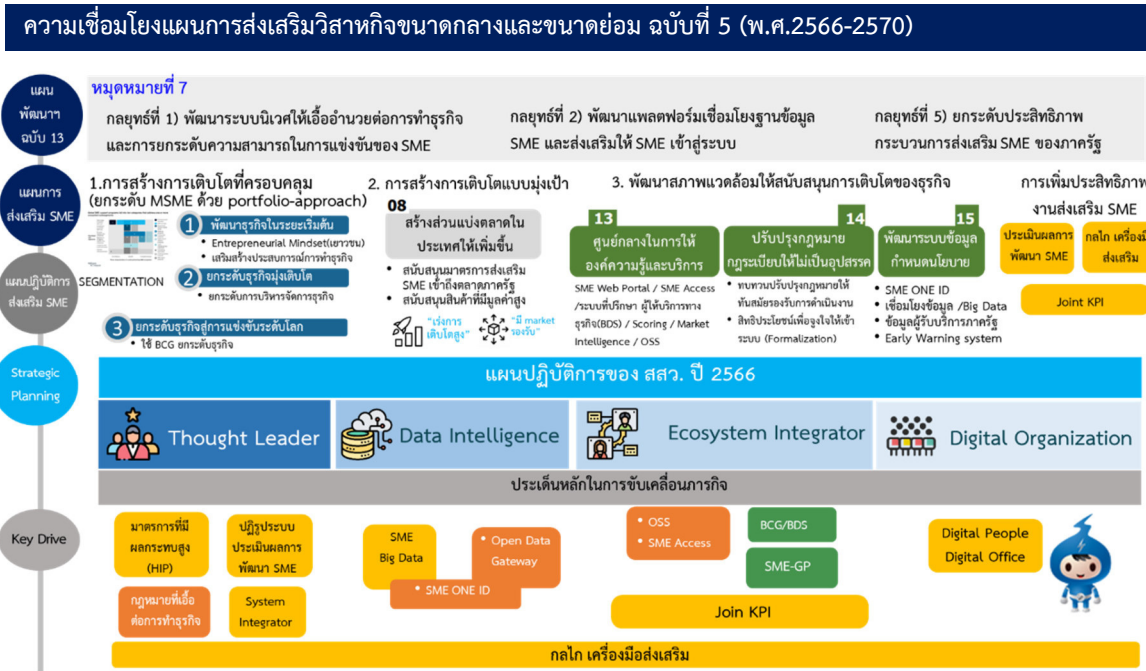 ความเชื่อมโยงแผนการส่งเสริมวิสาหกิจขนาดกลางและขนาดย่อม ฉบับที่ 5 (พ.ศ.2566-2570)
แผน
พัฒนาฯ
ฉบับ 13
หมุดหมายที่ 7
กลยุทธ์ที่ 1) พัฒนาระบบนิเวศให้เอื้ออำนวยต่อการทำธุรกิจ
และการยกระดับความสามารถในการแข่งขันของ SME
กลยุทธ์ที่ 2) พัฒนาแพลตฟอร์มเชื่อมโยงฐานข้อมูล
SME และส่งเสริมให้ SME เข้าสู่ระบบ
กลยุทธ์ที่ 5) ยกระดับประสิทธิภาพ
กระบวนการส่งเสริม SME ของภาครัฐ
แผนการ
ส่งเสริม SME
1.การสร้างการเติบโตที่ครอบคลุม
(ยกระดับ MSME ด้วย portfolio-approach)
1 พัฒนาธุรกิจในระยะเริ่มต้น
• Entrepreneurial Mindset(เยาวชน)
• เสริมสร้างประสบการณ์การทำธุรกิจ
SEGMENTATION
2 ยกระดับธุรกิจมุ่งเติบโต
• ยกระดับการบริหารจัดการธุรกิจ
3 ยกระดับธุรกิจสู่การแข่งขันระดับโลก
• ใช้ BCG ยกระดับธุรกิจ
2. การสร้างการเติบโตแบบมุ่งเป้า
08
สร้างส่วนแบ่งตลาดใน
ประเทศให้เพิ่มขึ้น
• สนับสนุนมาตรการส่งเสริม
SME เข้าถึงตลาดภาครัฐ
• สนับสนุนสินค้าที่มีมูลค่าสูง
“เร่งการ
เติบโตสูง”
“มี market
รองรับ”
3. พัฒนาสภาพแวดล้อมให้สนับสนุนการเติบโตของธุรกิจ
13
ศูนย์กลางในการให้
องค์ความรู้และบริการ
SME Web Portal / SME Access
/ระบบที่ปรึกษา ผู้ให้บริการทาง
ธุรกิจ(BDS) / Scoring / Market
Intelligence / OSS
14
ปรับปรุงกฎหมาย
กฎระเบียบให้ไม่เป็นอุปสรรค
• ทบทวนปรับปรุงกฎหมายให้
ทันสมัยรองรับการดำเนินงาน
• สิทธิประโยชน์เพื่อจูงใจให้เข้า
ระบบ (Formalization)
15
พัฒนาระบบข้อมูล
กำหนดนโยบาย
• SME ONE ID
• เชื่อมโยงข้อมูล /Big Data
• ข้อมูลผู้รับบริการภาครัฐ
• Early Warning system
การเพิ่มประสิทธิภาพ
งานส่งเสริม SME
ประเมินผลการ
พัฒนา SME
กลไก เครื่องมือ
ส่งเสริม
Joint KPI
แผนปฏิบัติการ
ส่งเสริม SME
Strategic
Planning
แผนปฏิบัติการของ สสว. ปี 2566
Thought Leader
Data Intelligence
Ecosystem Integrator
Digital Organization
ประเด็นหลักในการขับเคลื่อนภารกิจ
Key Drive
มาตรการที่มี
ผลกระทบสูง
(HIP)
ปฏิรูประบบ
ประเมินผลการ
พัฒนา SME
กฎหมายที่เอื้อ
ต่อการทำธุรกิจ
System
Integrator
SME
Big Data
• Open Data
Gateway
• SME ONE ID
• OSS
• SME Access
BCG/BDS
SME-GP
Join KPI
Digital People
Digital Office
กลไก เครื่องมือส่งเสริม